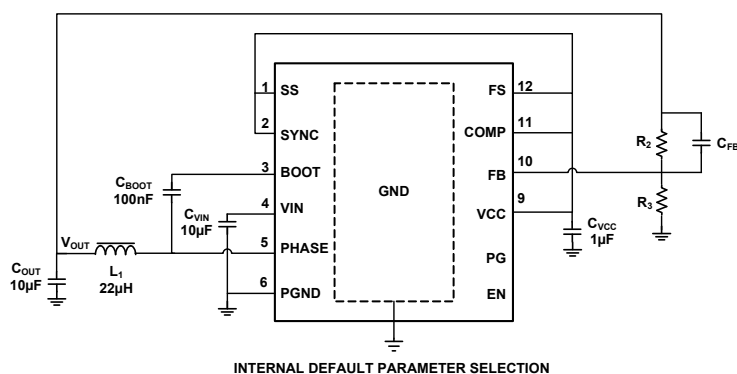 1 SS FS 12
2 SYNC COMP 11
3 BOOT FB 10
4 VIN VCC 9
5 PHASE PG
6 PGND EN
GND
CBOOT
100nF
CVIN
10µF
VOUT
COUT
10µF
L1
22µH
R2
CFB
R3
CVCC
1µF
INTERNAL DEFAULT PARAMETER SELECTION